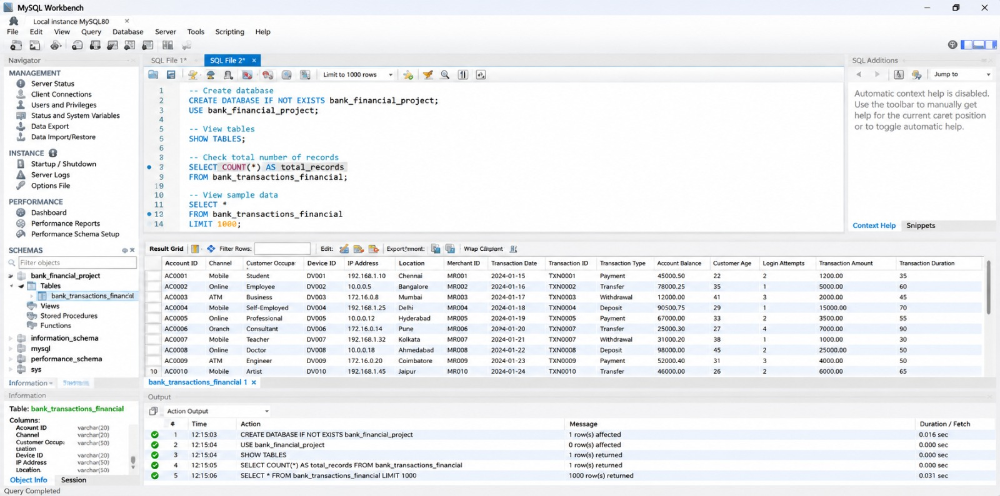 MySQL Workbench
Local instance MySQL80 ×
File Edit View Query Database Server Tools Scripting Help
Navigator
MANAGEMENT
Server Status
Client Connections
Users and Privileges
Status and System Variables
Data Export
Data Import/Restore
INSTANCE
Startup / Shutdown
Server Logs
Options File
PERFORMANCE
Dashboard
Performance Reports
Performance Schema Setup
SCHEMAS
Filter objects
bank_financial_project
Tables
bank_transactions_financial
Views
Stored Procedures
Functions
information_schema
mysql
performance_schema
sys
Information
Information
Table: bank_transactions_financial
Columns:
Account ID varchar(20)
Channel varchar(20)
Customer Occupa varchar(50)
uation
Device ID varchar(20)
IP Address varchar(50)
Location varchar(50)
Object Info Session
Query Completed
SQL File 1* SQL File 2* ×
Limit to 1000 rows
1 -- Create database
2 CREATE DATABASE IF NOT EXISTS bank_financial_project;
3 USE bank_financial_project;
4
5 -- View tables
5 SHOW TABLES;
6
8 -- Check total number of records
3 SELECT COUNT(*) AS total_records
9 FROM bank_transactions_financial;
19
10 -- View sample data
11 SELECT *
12 FROM bank_transactions_financial
14 LIMIT 1000;
SQL Additions
Jump to
Automatic context help is disabled.
Use the toolbar to manually get
help for the current caret position
or to toggle automatic help.
Context Help Snippets
Result Grid Filter Rows: Edit: Export:mont: Wlap Clntpent
Account ID Channel Customer Occupa Device ID IP Address Location Merchant ID Transaction Date Transaction ID Transaction Type Account Balance Customer Age Login Attempts Transaction Amount Transaction Duration
AC0001 Mobile Student DV001 192.168.1.10 Chennai MR001 2024-01-15 TXN0001 Payment 45000.50 22 2 1200.00 35
AC0002 Online Employee DV002 10.0.0.5 Bangalore MR002 2024-01-16 TXN0002 Transfer 78000.25 35 1 5000.00 60
AC0003 ATM Business DV003 172.16.0.8 Mumbai MR003 2024-01-17 TXN0003 Withdrawal 12000.00 41 3 2000.00 45
AC0004 Mobile Self-Employed DV004 192.168.1.25 Delhi MR004 2024-01-18 TXN0004 Deposit 90500.75 29 1 15000.00 70
AC0005 Online Professional DV005 10.0.0.12 Hyderabad MR005 2024-01-19 TXN0005 Payment 67000.00 33 2 3500.00 55
AC0006 Oranch Consultant DV006 172.16.0.14 Pune MR006 2024-01-20 TXN0007 Transfer 25000.30 27 4 7000.00 90
AC0007 Mobile Teacher DV007 192.168.1.32 Kolkata MR007 2024-01-21 TXN0007 Withdrawal 31000.20 38 1 1000.00 30
AC0008 Online Doctor DV008 10.0.0.18 Ahmedabad MR008 2024-01-22 TXN0008 Deposit 98000.00 45 2 25000.00 50
AC0009 ATM Engineer DV009 172.16.0.20 Coimbatore MR009 2024-01-23 TXN0009 Payment 52000.40 31 3 4000.00 50
10 AC0010 Mobile Artist DV010 192.168.1.45 Jaipur MR010 2024-01-24 TXN0010 Transfer 46000.00 26 2 6000.00 65
bank_transactions_financial 1 ×
Output
Action Output
# Time Action Message Duration / Fetch
1 12:15:03 CREATE DATABASE IF NOT EXISTS bank_financial_project 1 row(s) affected 0.016 sec
2 12:15:04 USE bank_financial_project 0 row(s) affected 0.000 sec
3 12:15:04 SHOW TABLES 1 row(s) returned 0.000 sec
4 12:15:05 SELECT COUNT(*) AS total_records FROM bank_transactions_financial 1 row(s) returned 0.000 sec
5 12:15:06 SELECT * FROM bank_transactions_financial LIMIT 1000 1000 row(s) returned 0.031 sec